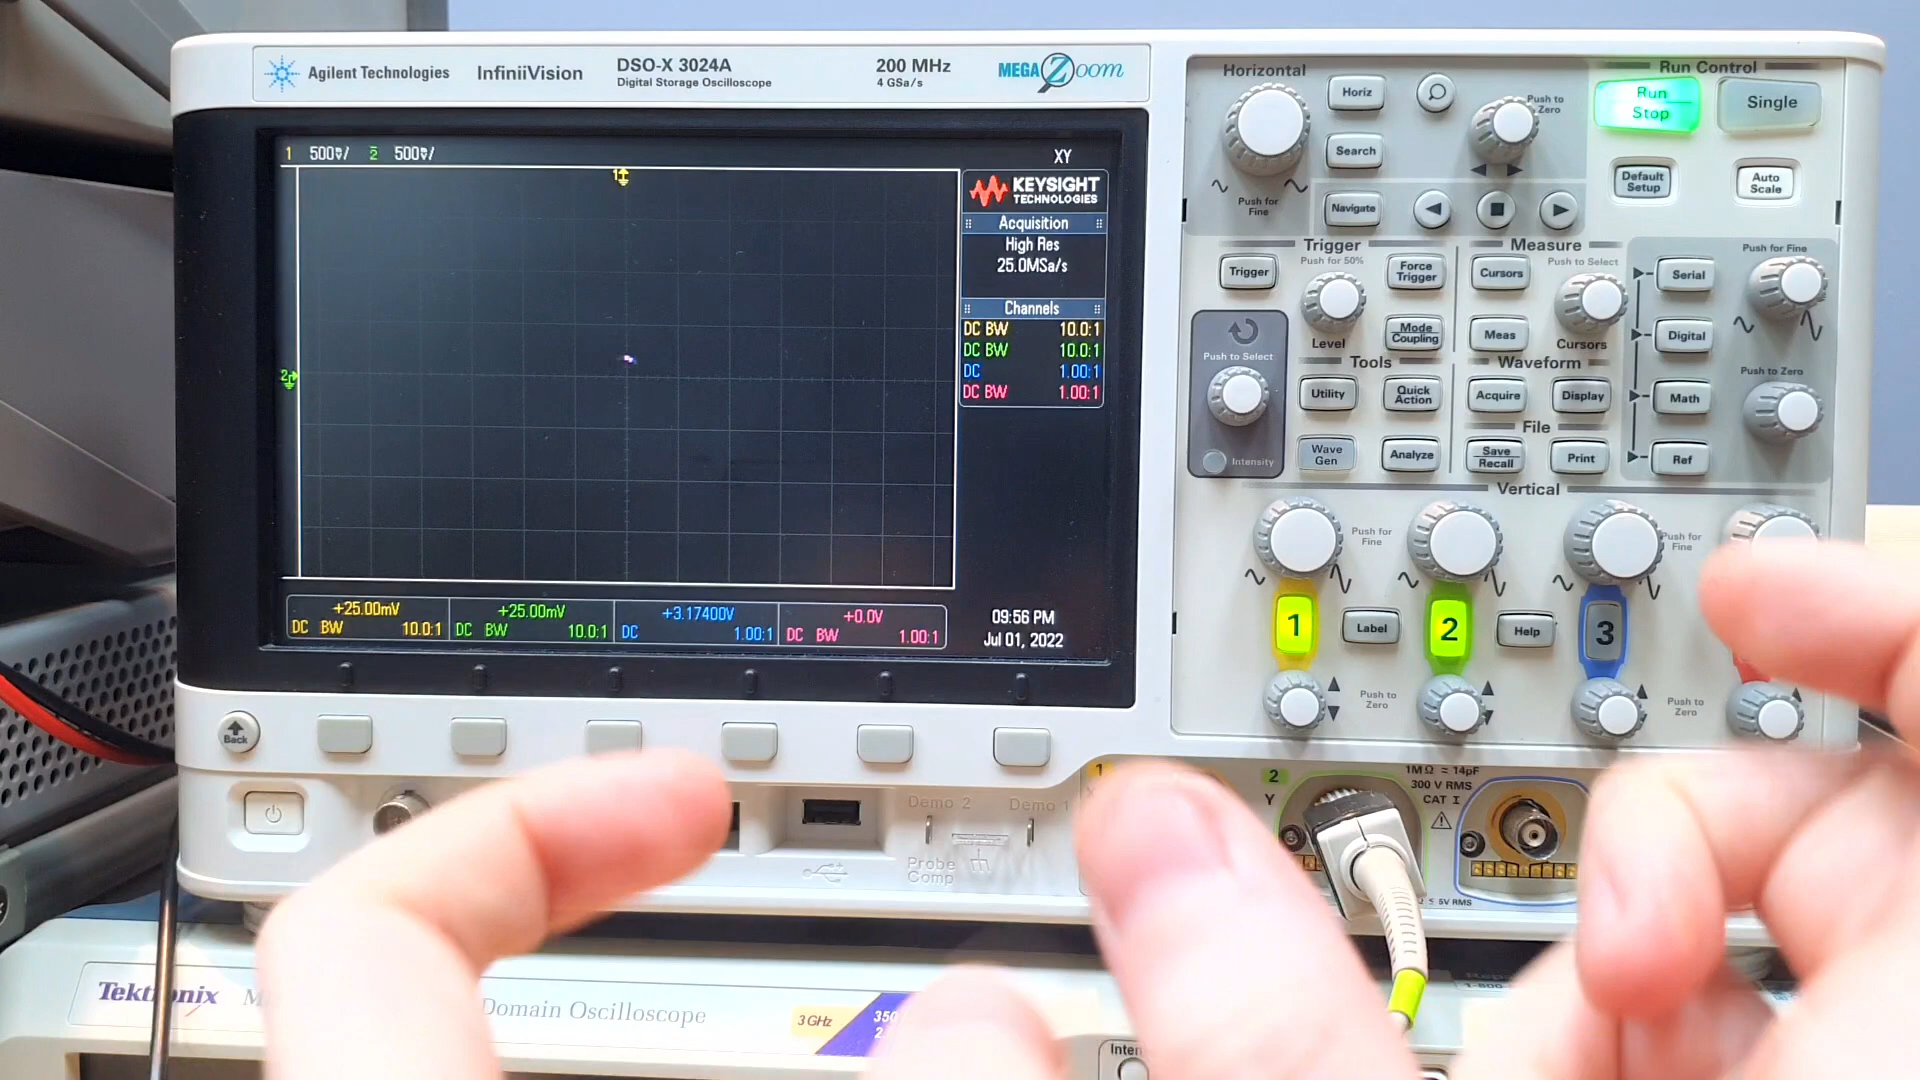 Agilent Technologies InfiniiVision DSO-X 3024A 200 MHz MEGA Zoom
Digital Storage Oscilloscope 4 GSa/s
1 500mV/ 2 500mV/ XY
1
2
KEYSIGHT
TECHNOLOGIES
Acquisition
High Res
25.0MSa/s
Channels
DC BW 10.0:1
DC BW 10.0:1
DC 1.00:1
DC BW 1.00:1
+25.00mV +25.00mV +3.17400V +0.0V
DC BW 10.0:1 DC BW 10.0:1 DC 1.00:1 DC BW 1.00:1
09:56 PM
Jul 01, 2022
Back
Horizontal
Horiz
Push to
Zero
Search
Push for
Fine
Navigate
Run Control
Run
Stop
Single
Default
Setup
Auto
Scale
Trigger
Push for 50%
Trigger
Force
Trigger
Level
Mode
Coupling
Measure
Push to Select
Cursors
Meas
Cursors
Push for Fine
Serial
Digital
Push to Zero
Math
Ref
Push to Select
Intensity
Tools
Utility
Quick
Action
Wave
Gen
Analyze
Waveform
Acquire
Display
File
Save
Recall
Print
Vertical
Push for
Fine
Push for
Fine
1
Label
2
Help
3
Push to
Zero
Push to
Zero
Demo 2 Demo 1
Probe
Comp
1
2
Y
1MΩ ≅ 14pF
300 V RMS
CAT I
≤ 5V RMS
Tektronix
Domain Oscilloscope
3 GHz
350